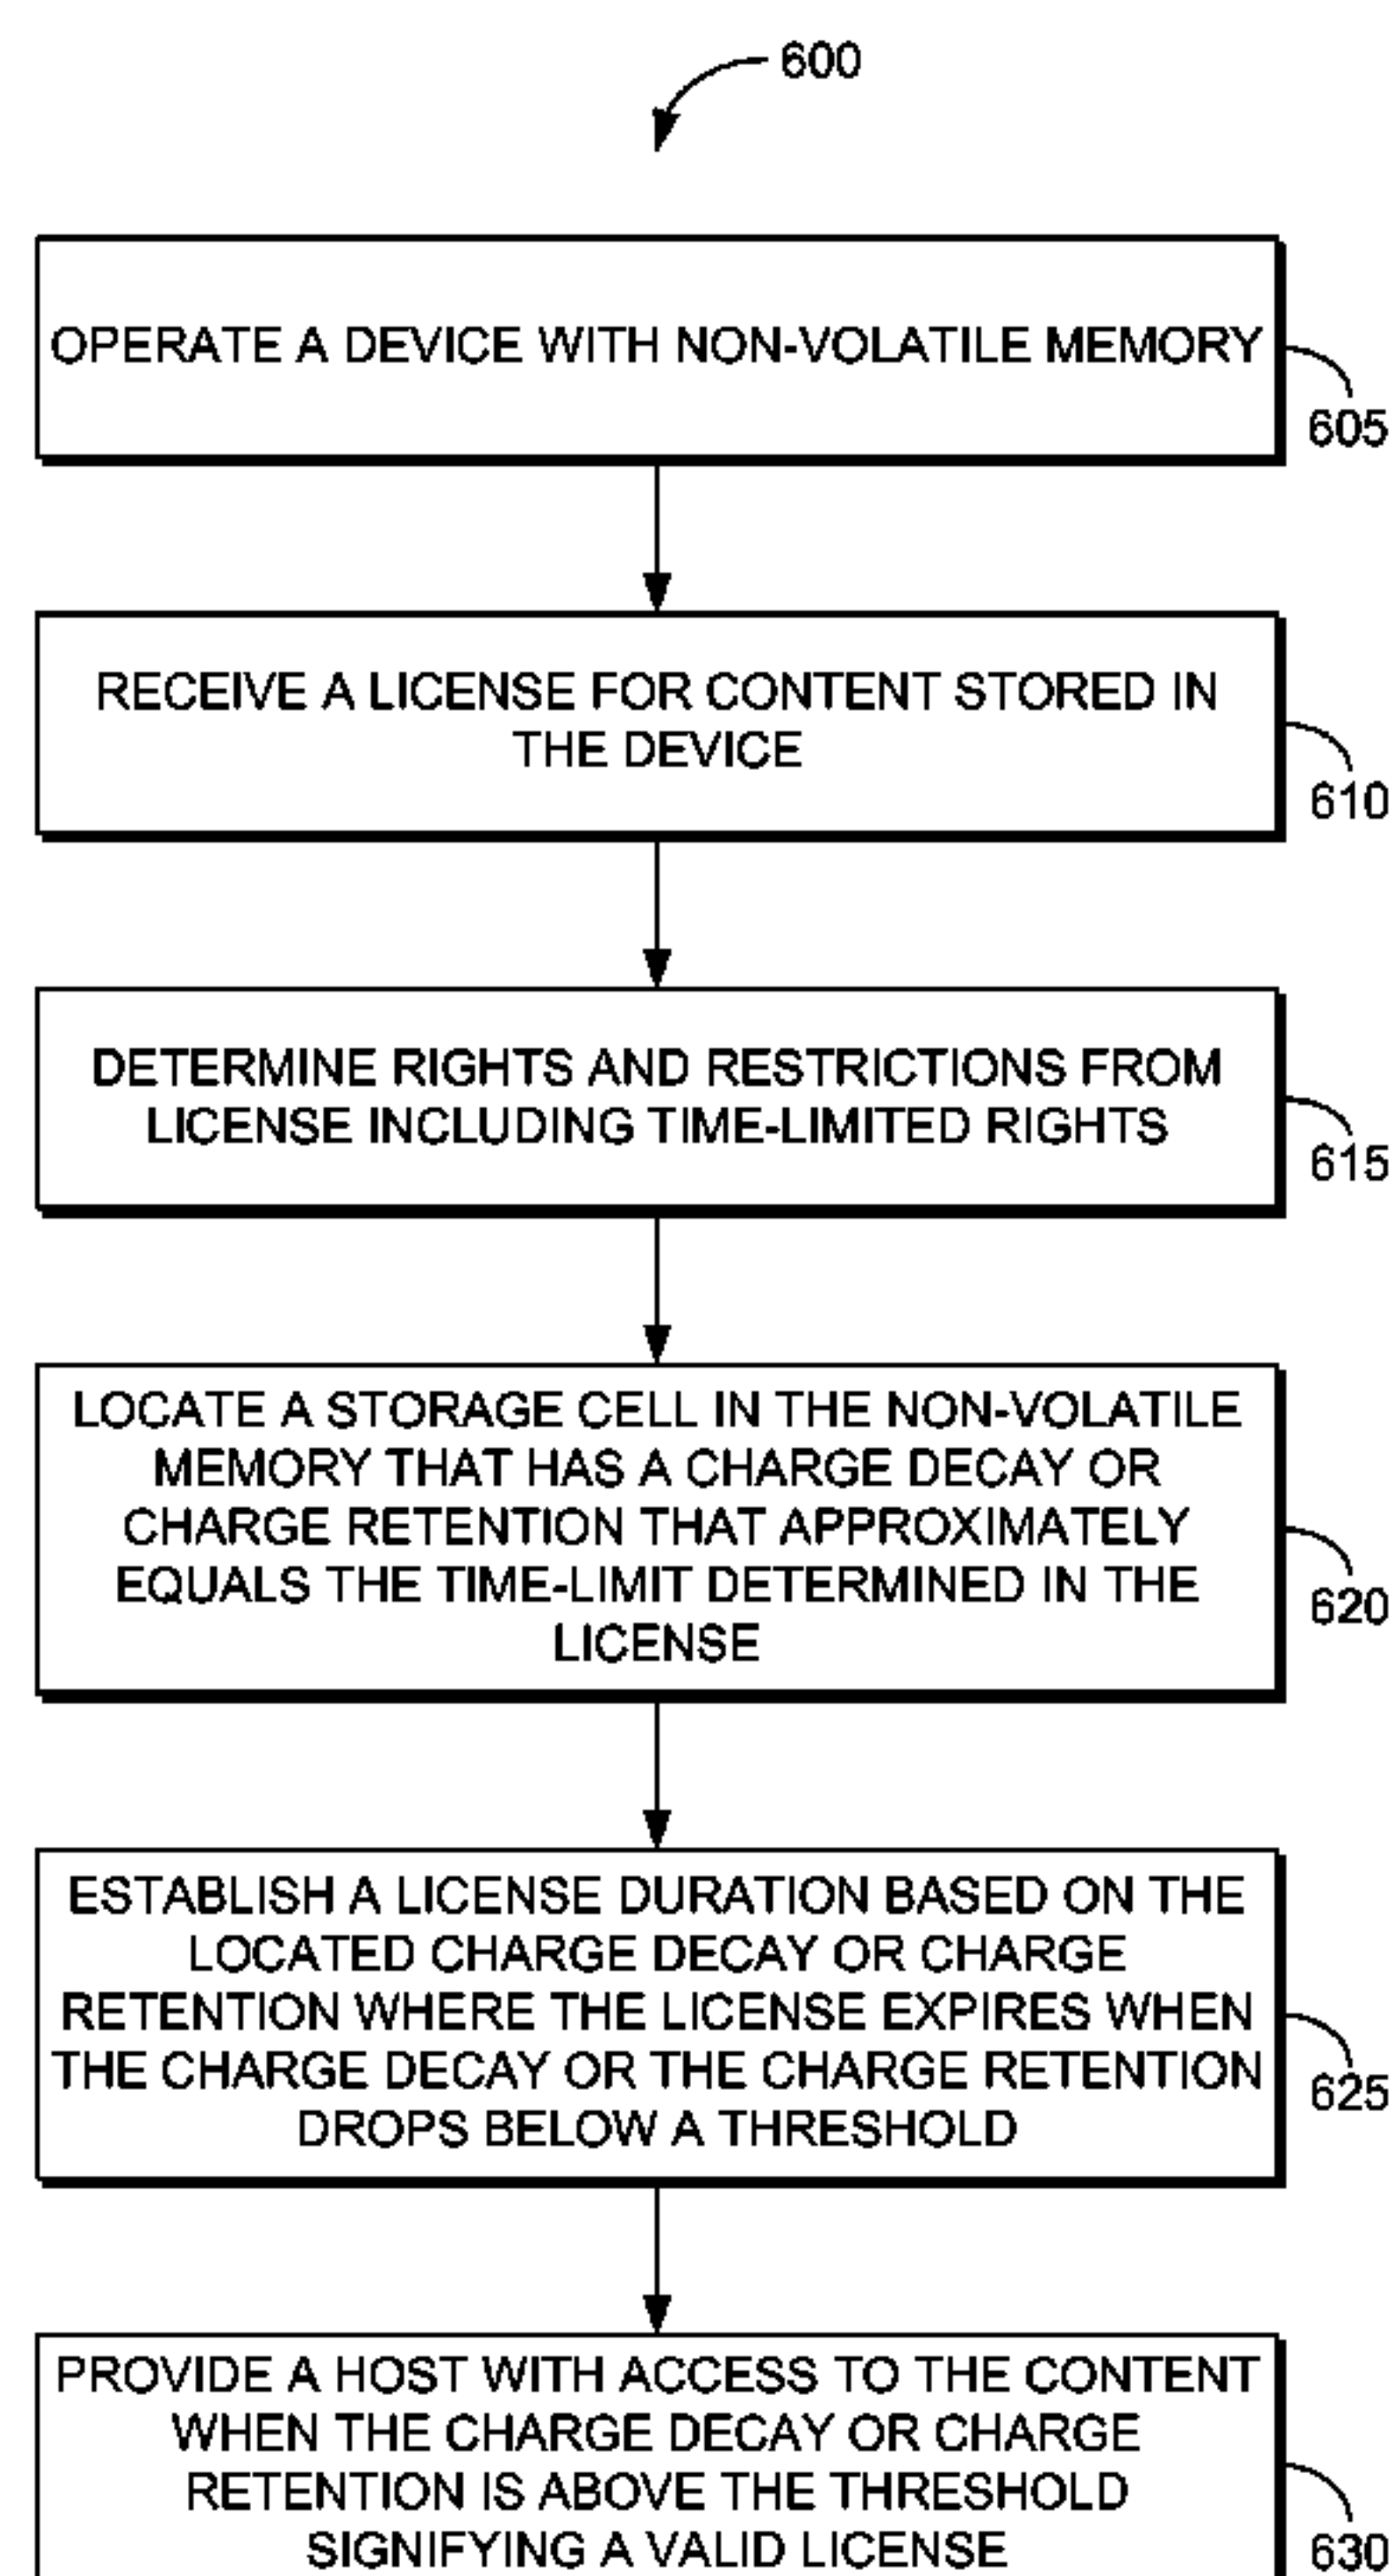 600
OPERATE A DEVICE WITH NON-VOLATILE MEMORY
605
RECEIVE A LICENSE FOR CONTENT STORED IN
THE DEVICE
610
DETERMINE RIGHTS AND RESTRICTIONS FROM
LICENSE INCLUDING TIME-LIMITED RIGHTS
615
LOCATE A STORAGE CELL IN THE NON-VOLATILE
MEMORY THAT HAS A CHARGE DECAY OR
CHARGE RETENTION THAT APPROXIMATELY
EQUALS THE TIME-LIMIT DETERMINED IN THE
LICENSE
620
ESTABLISH A LICENSE DURATION BASED ON THE
LOCATED CHARGE DECAY OR CHARGE
RETENTION WHERE THE LICENSE EXPIRES WHEN
THE CHARGE DECAY OR THE CHARGE RETENTION
DROPS BELOW A THRESHOLD
625
PROVIDE A HOST WITH ACCESS TO THE CONTENT
WHEN THE CHARGE DECAY OR CHARGE
RETENTION IS ABOVE THE THRESHOLD
SIGNIFYING A VALID LICENSE
630